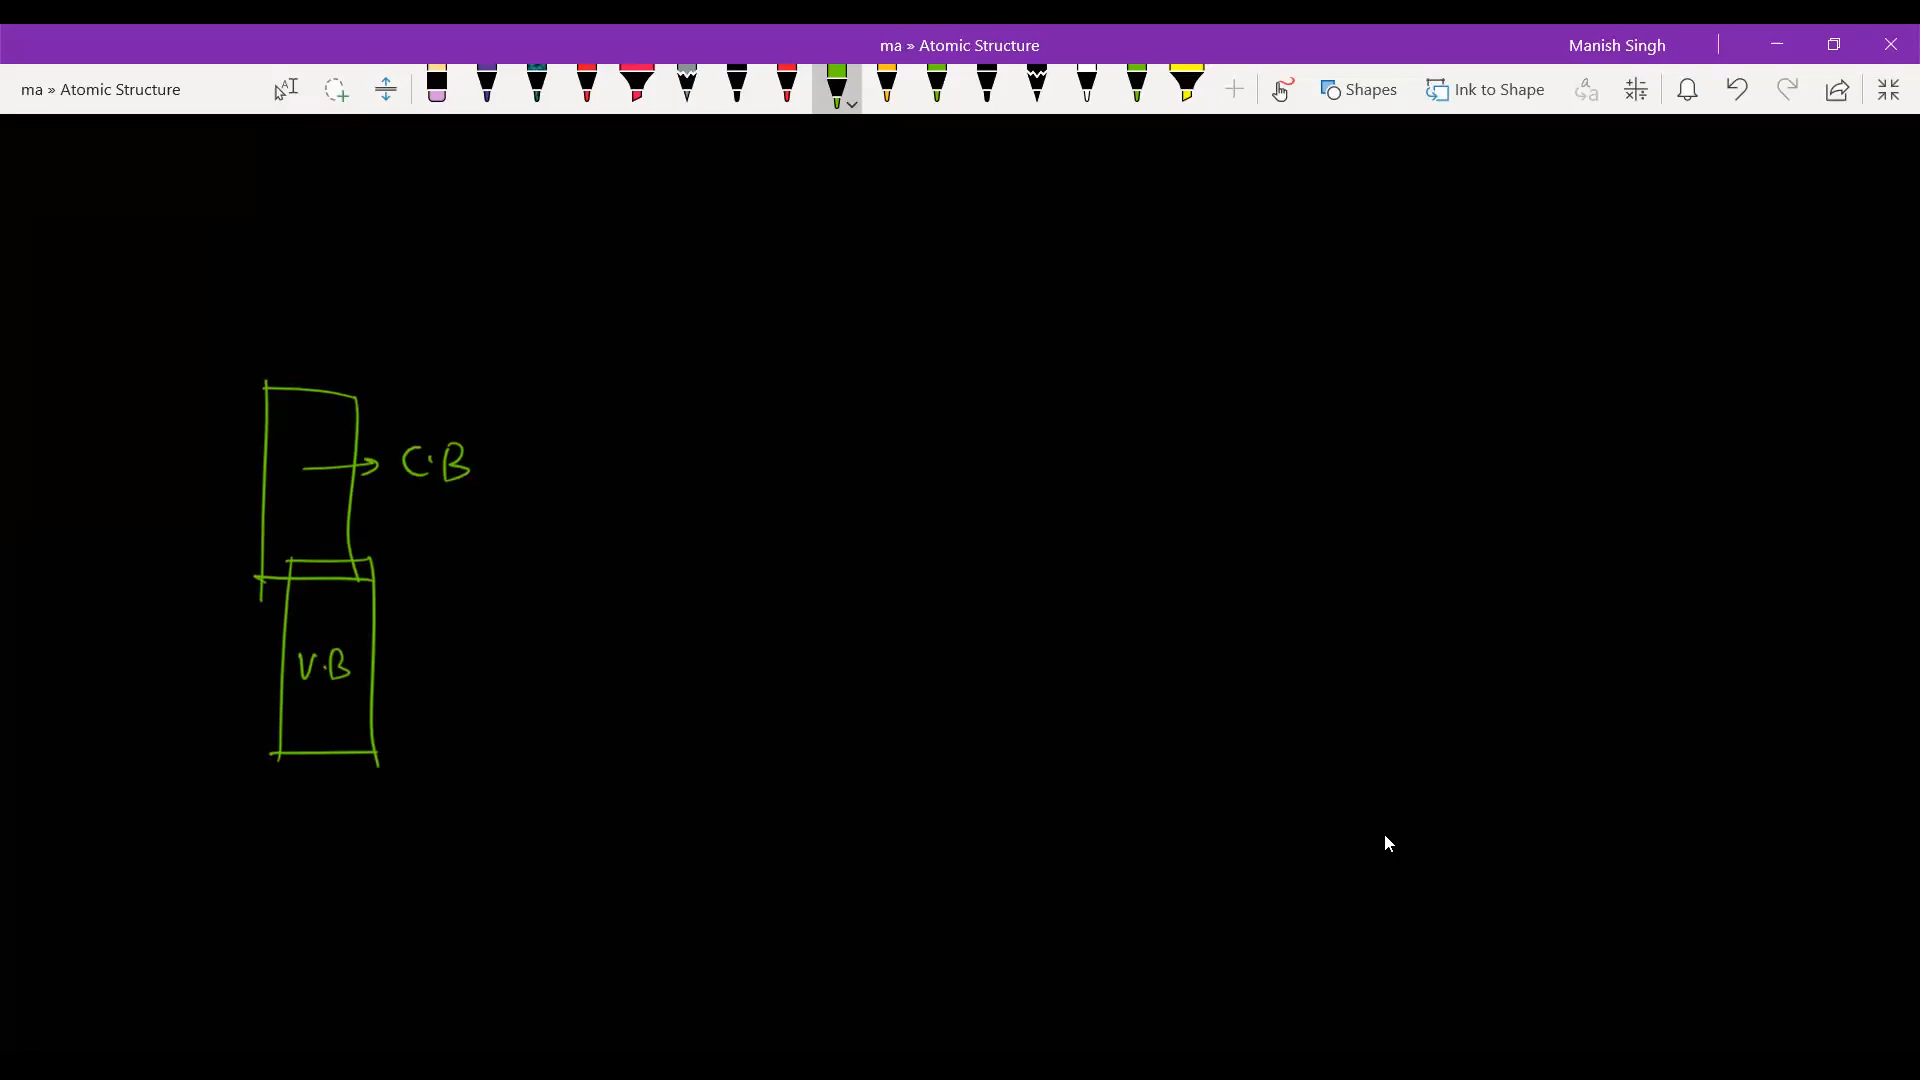 ma » Atomic Structure
Manish Singh
ma » Atomic Structure
Shapes
Ink to Shape
C.B
V.B